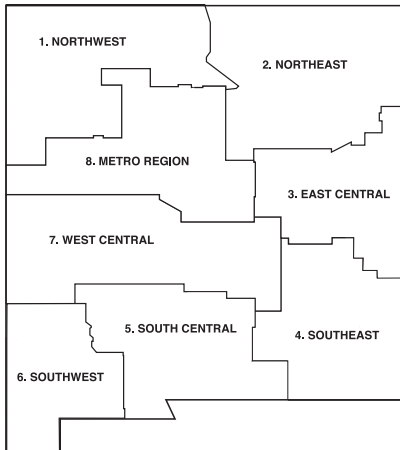 1. NORTHWEST
2. NORTHEAST
8. METRO REGION
3. EAST CENTRAL
7. WEST CENTRAL
5. SOUTH CENTRAL
4. SOUTHEAST
6. SOUTHWEST